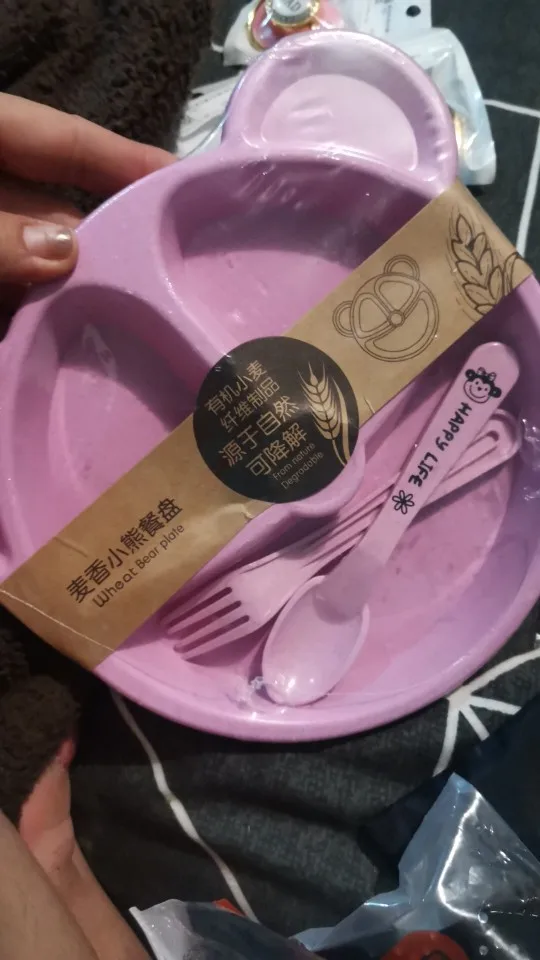 有机小麦
纤维制品
源于自然
可降解
From nature
Degradable
麦香小熊餐盘
Wheat Bear plate
HAPPY LIFE